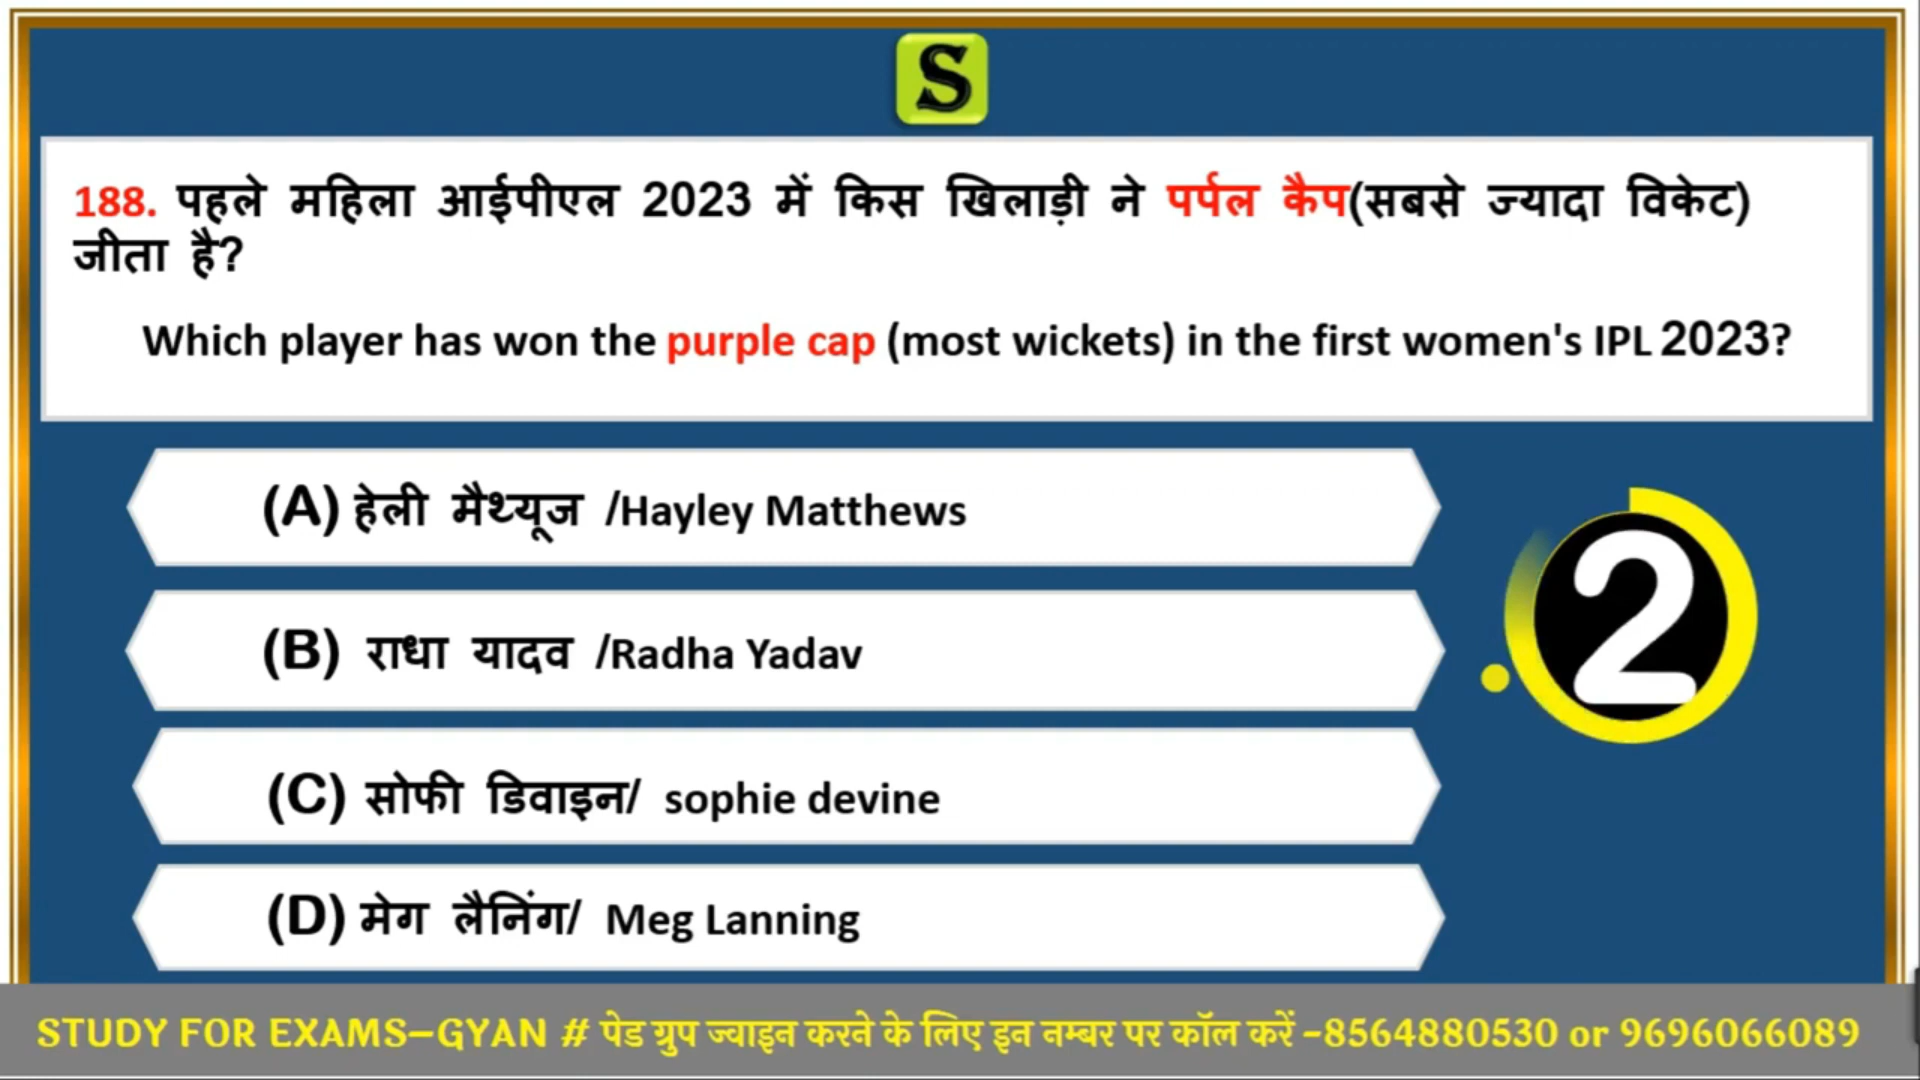 S
188. पहले महिला आईपीएल 2023 में किस खिलाड़ी ने पर्पल कैप(सबसे ज्यादा विकेट)
जीता है?
Which player has won the purple cap (most wickets) in the first women's IPL 2023?
(A) हेली मैथ्यूज /Hayley Matthews
(B) राधा यादव /Radha Yadav
2
(C) सोफी डिवाइन/ sophie devine
(D) मेग लैनिंग/ Meg Lanning
STUDY FOR EXAMS–GYAN # पेड ग्रुप ज्वाइन करने के लिए इन नम्बर पर कॉल करें –8564880530 or 9696066089